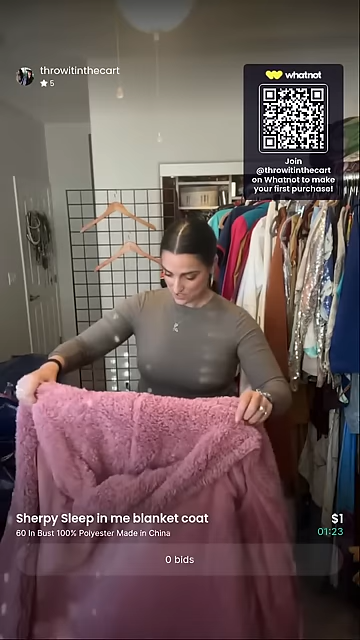 throwitinthecart
★ 5
whatnot
Join
@throwitinthecart
on Whatnot to make
your first purchase!
Sherpy Sleep in me blanket coat
$1
60 In Bust 100% Polyester Made in China
01:23
0 bids